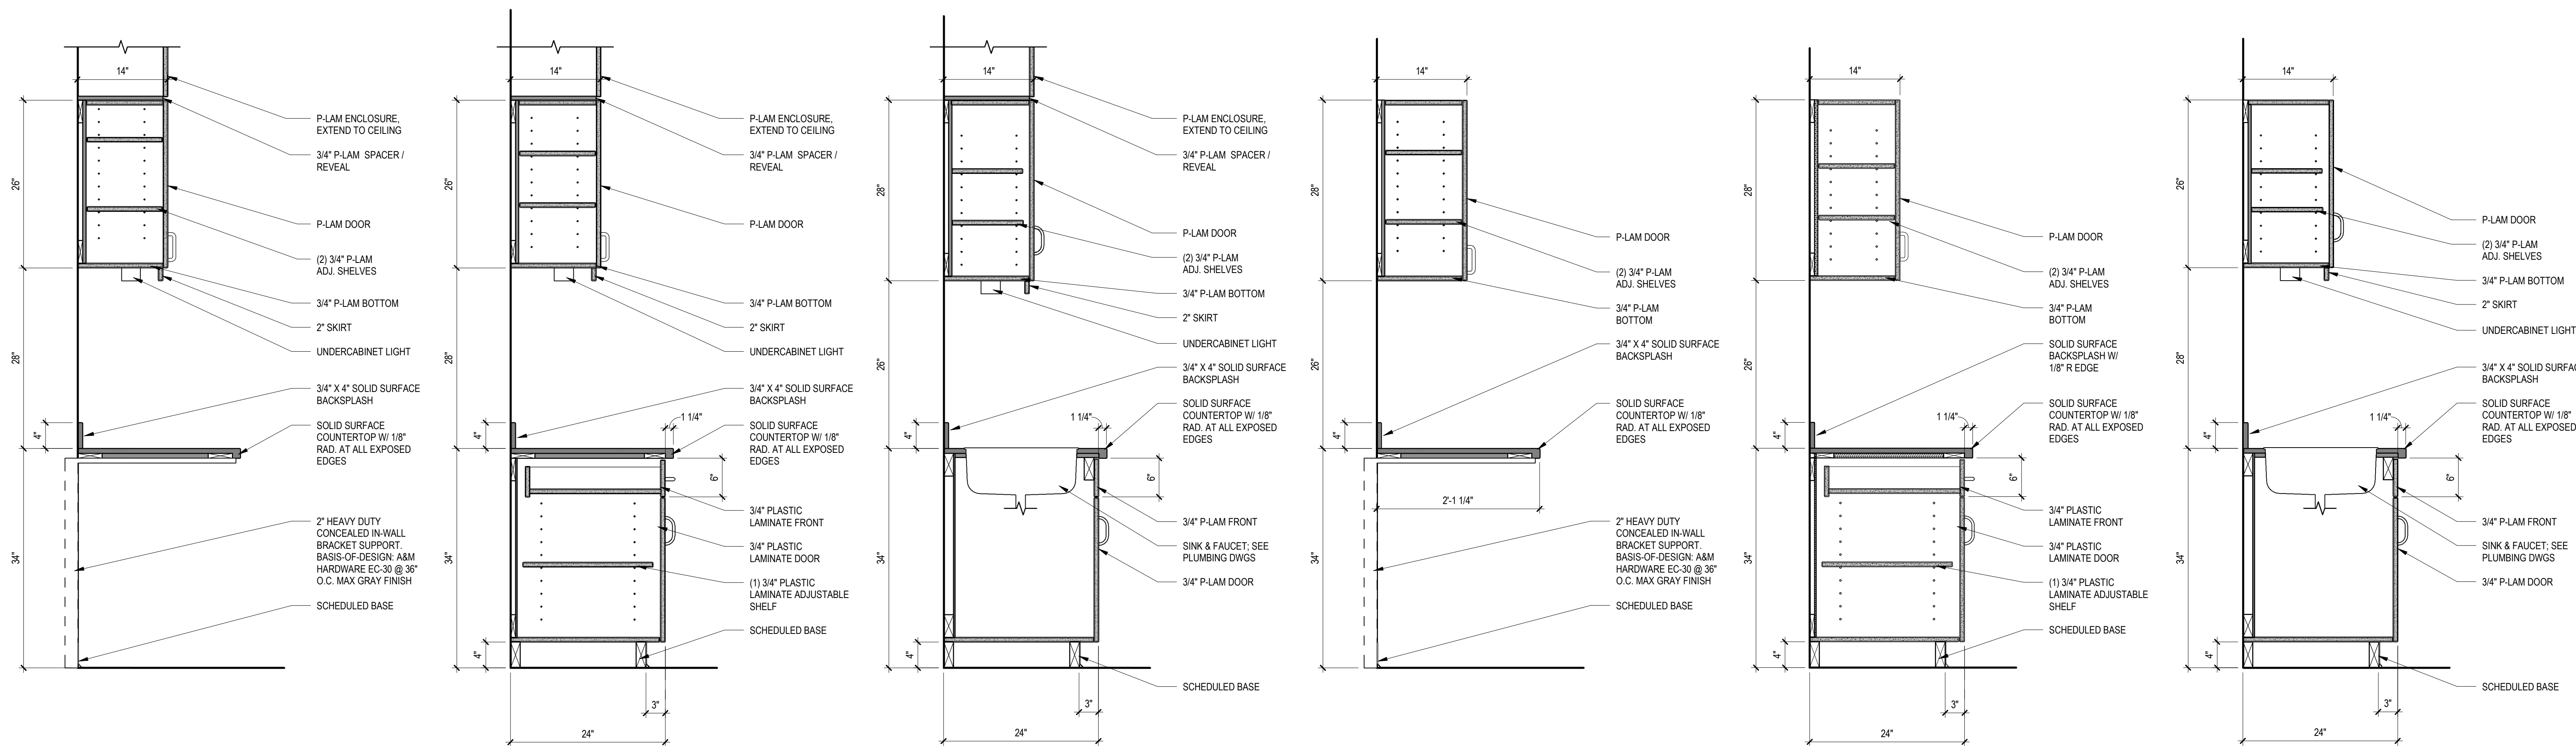 14"
26"
28"
4"
34"
P-LAM ENCLOSURE,
EXTEND TO CEILING
3/4" P-LAM SPACER /
REVEAL
P-LAM DOOR
(2) 3/4" P-LAM
ADJ. SHELVES
3/4" P-LAM BOTTOM
2" SKIRT
UNDERCABINET LIGHT
3/4" X 4" SOLID SURFACE
BACKSPLASH
SOLID SURFACE
COUNTERTOP W/ 1/8"
RAD. AT ALL EXPOSED
EDGES
2" HEAVY DUTY
CONCEALED IN-WALL
BRACKET SUPPORT.
BASIS-OF-DESIGN: A&M
HARDWARE EC-30 @ 36"
O.C. MAX GRAY FINISH
SCHEDULED BASE
14"
26"
28"
4"
34"
4"
1 1/4"
6"
3"
24"
P-LAM ENCLOSURE,
EXTEND TO CEILING
3/4" P-LAM SPACER /
REVEAL
P-LAM DOOR
3/4" P-LAM BOTTOM
2" SKIRT
UNDERCABINET LIGHT
3/4" X 4" SOLID SURFACE
BACKSPLASH
SOLID SURFACE
COUNTERTOP W/ 1/8"
RAD. AT ALL EXPOSED
EDGES
3/4" PLASTIC
LAMINATE FRONT
3/4" PLASTIC
LAMINATE DOOR
(1) 3/4" PLASTIC
LAMINATE ADJUSTABLE
SHELF
SCHEDULED BASE
14"
28"
26"
4"
34"
4"
1 1/4"
6"
3"
24"
P-LAM ENCLOSURE,
EXTEND TO CEILING
3/4" P-LAM SPACER /
REVEAL
P-LAM DOOR
(2) 3/4" P-LAM
ADJ. SHELVES
3/4" P-LAM BOTTOM
2" SKIRT
UNDERCABINET LIGHT
3/4" X 4" SOLID SURFACE
BACKSPLASH
SOLID SURFACE
COUNTERTOP W/ 1/8"
RAD. AT ALL EXPOSED
EDGES
3/4" P-LAM FRONT
SINK & FAUCET; SEE
PLUMBING DWGS
3/4" P-LAM DOOR
SCHEDULED BASE
14"
28"
26"
4"
34"
2'-1 1/4"
P-LAM DOOR
(2) 3/4" P-LAM
ADJ. SHELVES
3/4" P-LAM
BOTTOM
3/4" X 4" SOLID SURFACE
BACKSPLASH
SOLID SURFACE
COUNTERTOP W/ 1/8"
RAD. AT ALL EXPOSED
EDGES
2" HEAVY DUTY
CONCEALED IN-WALL
BRACKET SUPPORT.
BASIS-OF-DESIGN: A&M
HARDWARE EC-30 @ 36"
O.C. MAX GRAY FINISH
SCHEDULED BASE
14"
28"
26"
4"
34"
4"
1 1/4"
6"
3"
24"
P-LAM DOOR
(2) 3/4" P-LAM
ADJ. SHELVES
3/4" P-LAM
BOTTOM
SOLID SURFACE
BACKSPLASH W/
1/8" R EDGE
SOLID SURFACE
COUNTERTOP W/ 1/8"
RAD. AT ALL EXPOSED
EDGES
3/4" PLASTIC
LAMINATE FRONT
3/4" PLASTIC
LAMINATE DOOR
(1) 3/4" PLASTIC
LAMINATE ADJUSTABLE
SHELF
SCHEDULED BASE
14"
26"
28"
4"
34"
4"
1 1/4"
6"
3"
24"
P-LAM DOOR
(2) 3/4" P-LAM
ADJ. SHELVES
3/4" P-LAM BOTTOM
2" SKIRT
UNDERCABINET LIGHT
3/4" X 4" SOLID SURFAC
BACKSPLASH
SOLID SURFACE
COUNTERTOP W/ 1/8"
RAD. AT ALL EXPOSED
EDGES
3/4" P-LAM FRONT
SINK & FAUCET; SEE
PLUMBING DWGS
3/4" P-LAM DOOR
SCHEDULED BASE